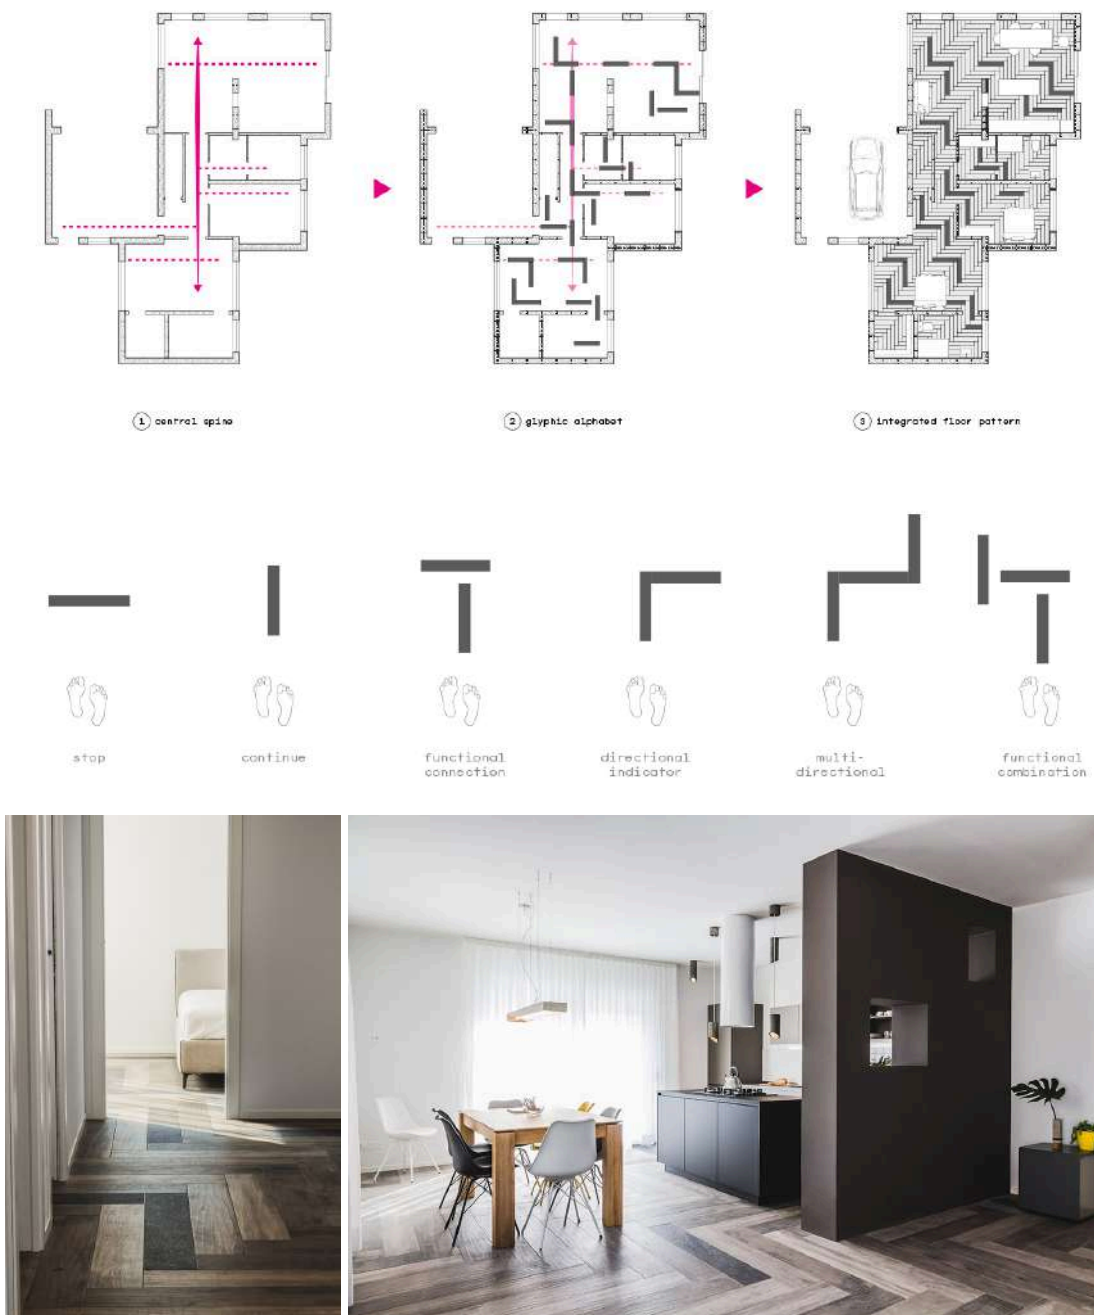 1 central spine
2 glyphic alphabet
3 integrated floor pattern
stop
continue
functional
connection
directional
indicator
multi-
directional
functional
combination